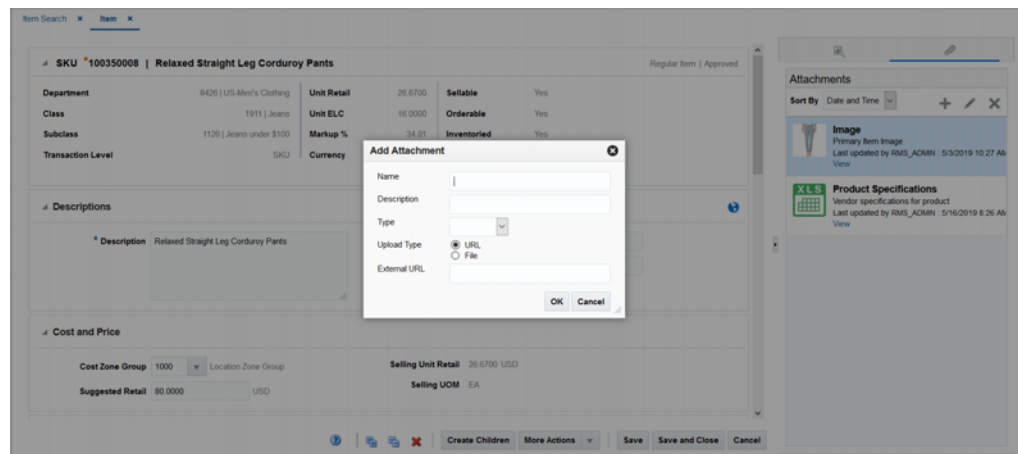 Item Search
Item
SKU *100350008 | Relaxed Straight Leg Corduroy Pants
Regular Item | Approved
Department 8426 | US-Men's Clothing Unit Retail 26.6700 Sellable Yes
Class 1911 | Jeans Unit ELC 16.0000 Orderable Yes
Subclass 1126 | Jeans under $100 Markup % 34.01 Inventoried Yes
Transaction Level SKU Currency
Descriptions
* Description Relaxed Straight Leg Corduroy Pants
Cost and Price
Cost Zone Group 1000 Location Zone Group
Selling Unit Retail 26.6700 USD
Suggested Retail 80.0000 USD
Selling UOM EA
Create Children More Actions Save Save and Close Cancel
Add Attachment
Name
Description
Type
Upload Type URL
File
External URL
OK Cancel
Attachments
Sort By Date and Time
Image
Primary Item Image
Last updated by RMS_ADMIN : 5/3/2019 10:27 AM
View
XLS
Product Specifications
Vendor specifications for product
Last updated by RMS_ADMIN : 5/16/2019 8:26 AM
View